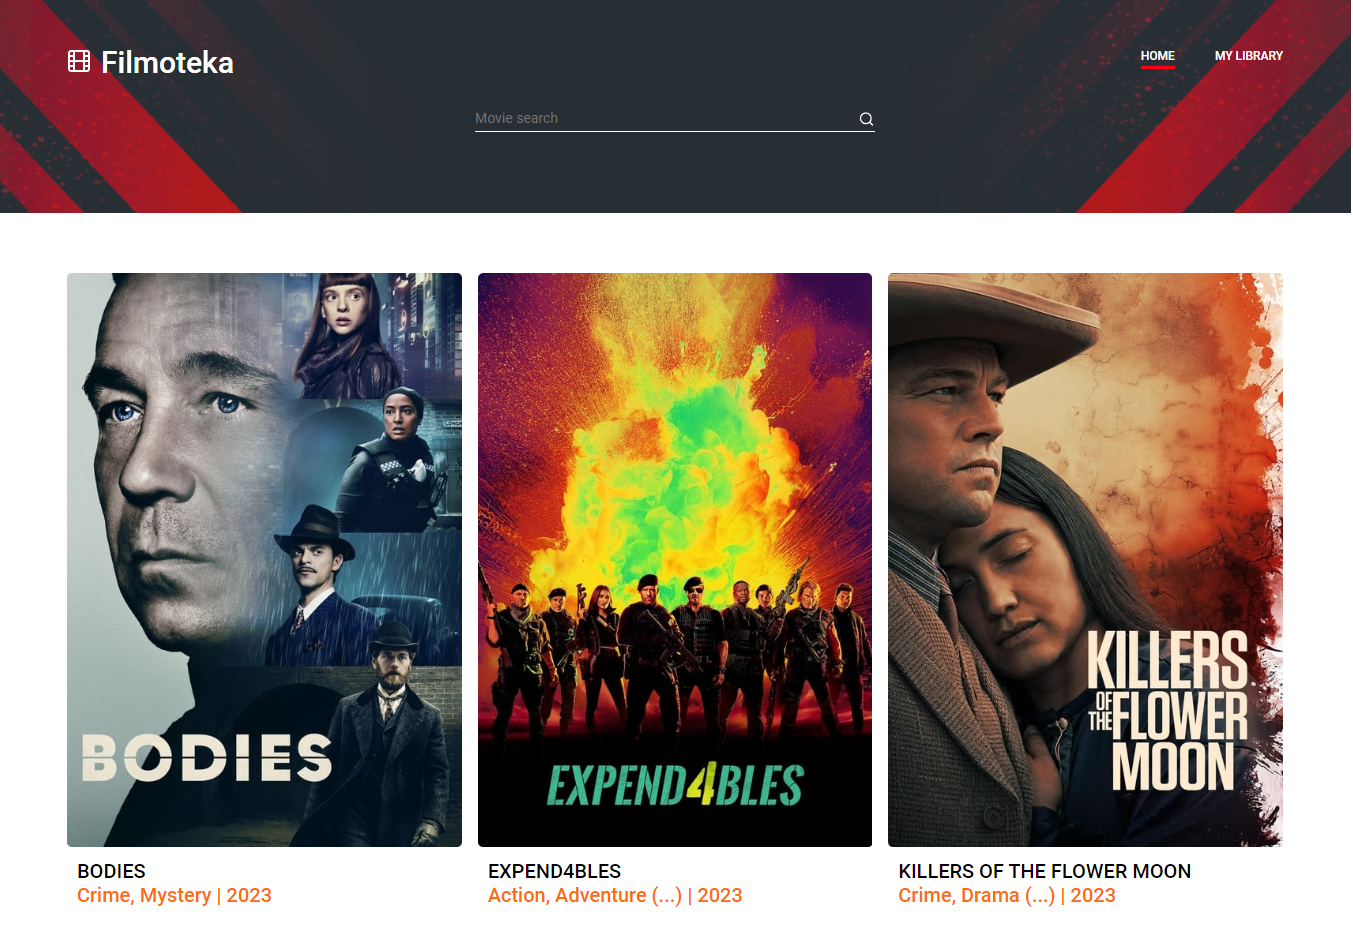 Filmoteka
HOME
MY LIBRARY
Movie search
BODIES
EXPEND4BLES
KILLERS
OF THE FLOWER
MOON
BODIES
Crime, Mystery | 2023
EXPEND4BLES
Action, Adventure (...) | 2023
KILLERS OF THE FLOWER MOON
Crime, Drama (...) | 2023